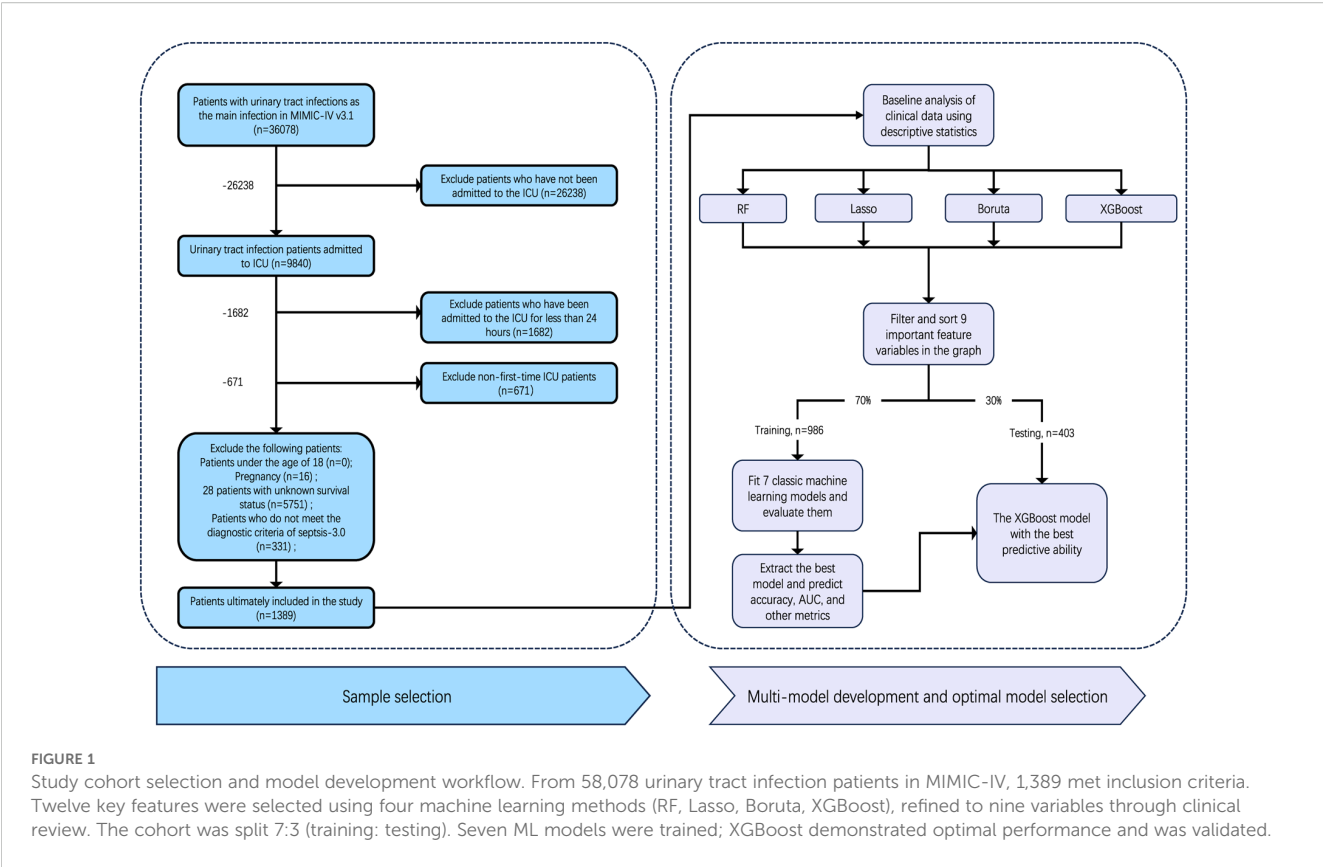 Patients with urinary tract infections as
the main infection in MIMIC-IV v3.1
(n=36078)
-26238
Exclude patients who have not been
admitted to the ICU (n=26238)
Urinary tract infection patients admitted
to ICU (n=9840)
-1682
Exclude patients who have been
admitted to the ICU for less than 24
hours (n=1682)
-671
Exclude non-first-time ICU patients
(n=671)
Exclude the following patients:
Patients under the age of 18 (n=0);
Pregnancy (n=16) ;
28 patients with unknown survival
status (n=5751) ;
Patients who do not meet the
diagnostic criteria of septsis-3.0
(n=331) ;
Patients ultimately included in the study
(n=1389)
Sample selection
Baseline analysis of
clinical data using
descriptive statistics
RF
Lasso
Boruta
XGBoost
Filter and sort 9
important feature
variables in the graph
70%
30%
Training, n=986
Testing, n=403
Fit 7 classic machine
learning models and
evaluate them
Extract the best
model and predict
accuracy, AUC, and
other metrics
The XGBoost model
with the best
predictive ability
Multi-model development and optimal model selection
FIGURE 1
Study cohort selection and model development workflow. From 58,078 urinary tract infection patients in MIMIC-IV, 1,389 met inclusion criteria.
Twelve key features were selected using four machine learning methods (RF, Lasso, Boruta, XGBoost), refined to nine variables through clinical
review. The cohort was split 7:3 (training: testing). Seven ML models were trained; XGBoost demonstrated optimal performance and was validated.